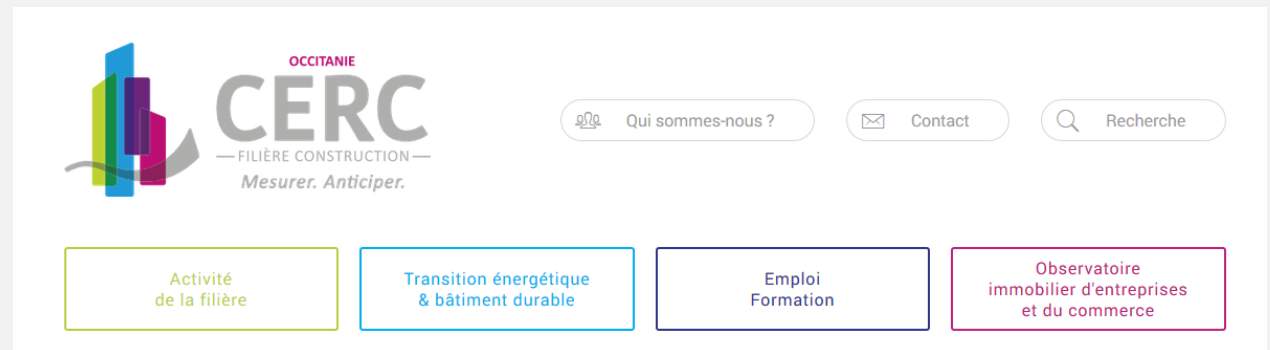 OCCITANIE
CERC
FILIÈRE CONSTRUCTION
Mesurer. Anticiper.
Qui sommes-nous ?
Contact
Recherche
Activité
de la filière
Transition énergétique
& bâtiment durable
Emploi
Formation
Observatoire
immobilier d'entreprises
et du commerce